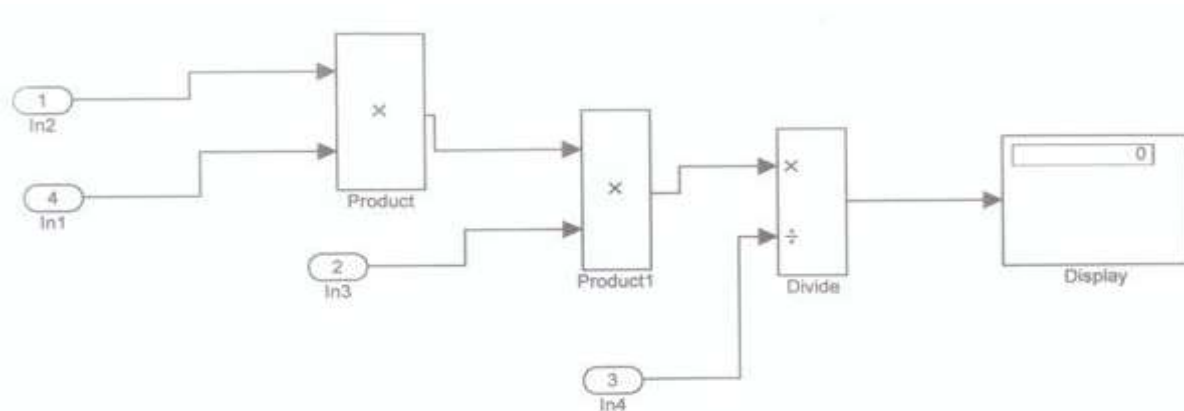 1
In2
4
In1
×
Product
2
In3
×
Product1
×
÷
Divide
3
In4
0
Display